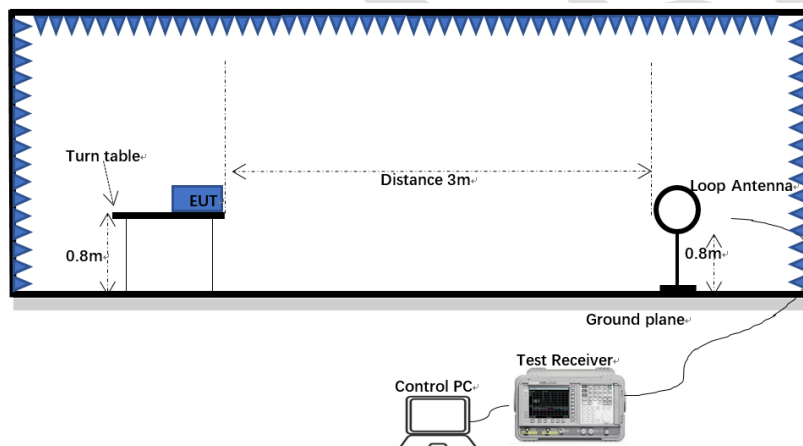 Turn table
EUT
Distance 3m
Loop Antenna
0.8m
0.8m
Ground plane
Test Receiver
Control PC